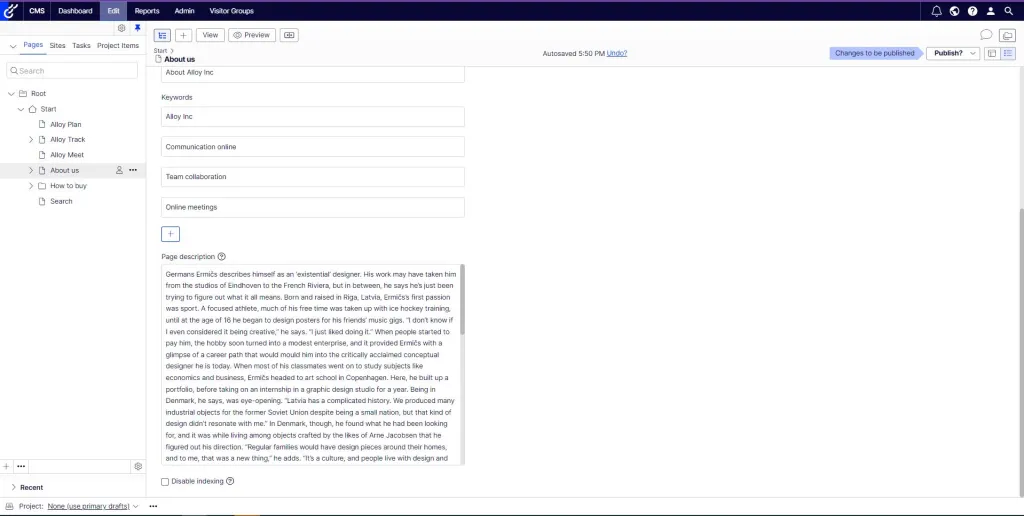 CMS Dashboard Edit Reports Admin Visitor Groups
Pages Sites Tasks Project Items
Search
Root
Start
Alloy Plan
Alloy Track
Alloy Meet
About us
How to buy
Search
Recent
View Preview
Start
About us
Autosaved 5:50 PM Undo?
Changes to be published
Publish?
About Alloy Inc
Keywords
Alloy Inc
Communication online
Team collaboration
Online meetings
Page description
Germans Ermičs describes himself as an 'existential' designer. His work may have taken him
from the studios of Eindhoven to the French Riviera, but in between, he says he's just been
trying to figure out what it all means. Born and raised in Riga, Latvia, Ermičs's first passion
was sport. A focused athlete, much of his free time was taken up with ice hockey training,
until at the age of 16 he began to design posters for his friends' music gigs. “I don't know if
I even considered it being creative,” he says. “I just liked doing it.” When people started to
pay him, the hobby soon turned into a modest enterprise, and it provided Ermičs with a
glimpse of a career path that would mould him into the critically acclaimed conceptual
designer he is today. When most of his classmates went on to study subjects like
economics and business, Ermičs headed to art school in Copenhagen. Here, he built up a
portfolio, before taking on an internship in a graphic design studio for a year. Being in
Denmark, he says, was eye-opening. “Latvia has a complicated history. We produced many
industrial objects for the former Soviet Union despite being a small nation, but that kind of
design didn't resonate with me.” In Denmark, though, he found what he had been looking
for, and it was while living among objects crafted by the likes of Arne Jacobsen that he
figured out his direction. “Regular families would have design pieces around their homes,
and to me, that was a new thing,” he adds. “It's a culture, and people live with design and
Disable indexing
Project: None (use primary drafts)